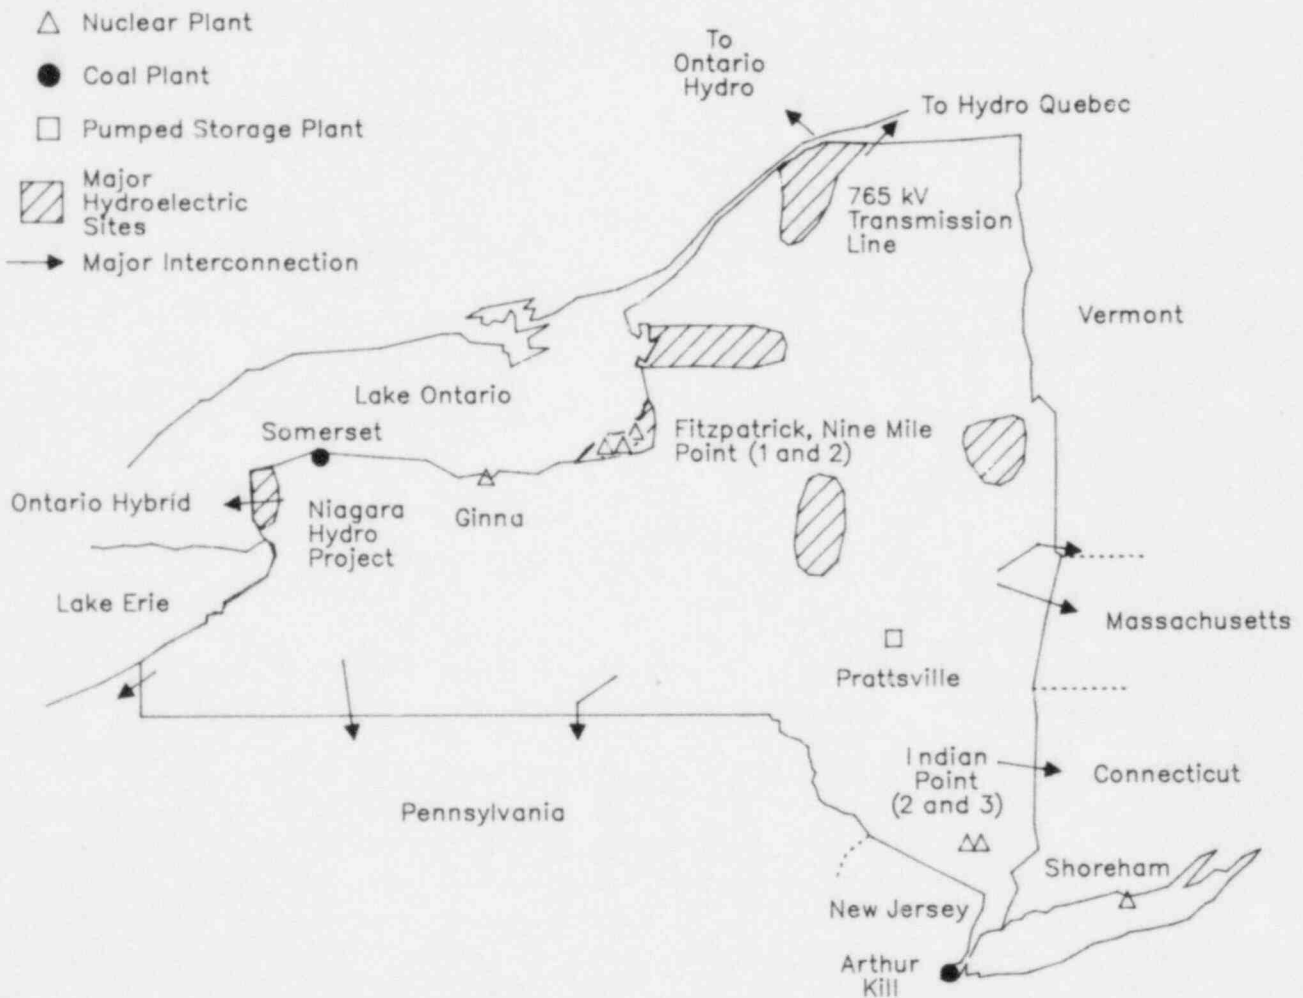 Nuclear Plant
Coal Plant
Pumped Storage Plant
Major
Hydroelectric
Sites
Major Interconnection
To
Ontario
Hydro
To Hydro Quebec
765 kV
Transmission
Line
Vermont
Lake Ontario
Somerset
Fitzpatrick, Nine Mile
Point (1 and 2)
Ontario Hybrid
Niagara
Hydro
Project
Ginna
Lake Erie
Massachusetts
Prattsville
Indian
Point
(2 and 3)
Connecticut
Pennsylvania
Shoreham
New Jersey
Arthur
Kill